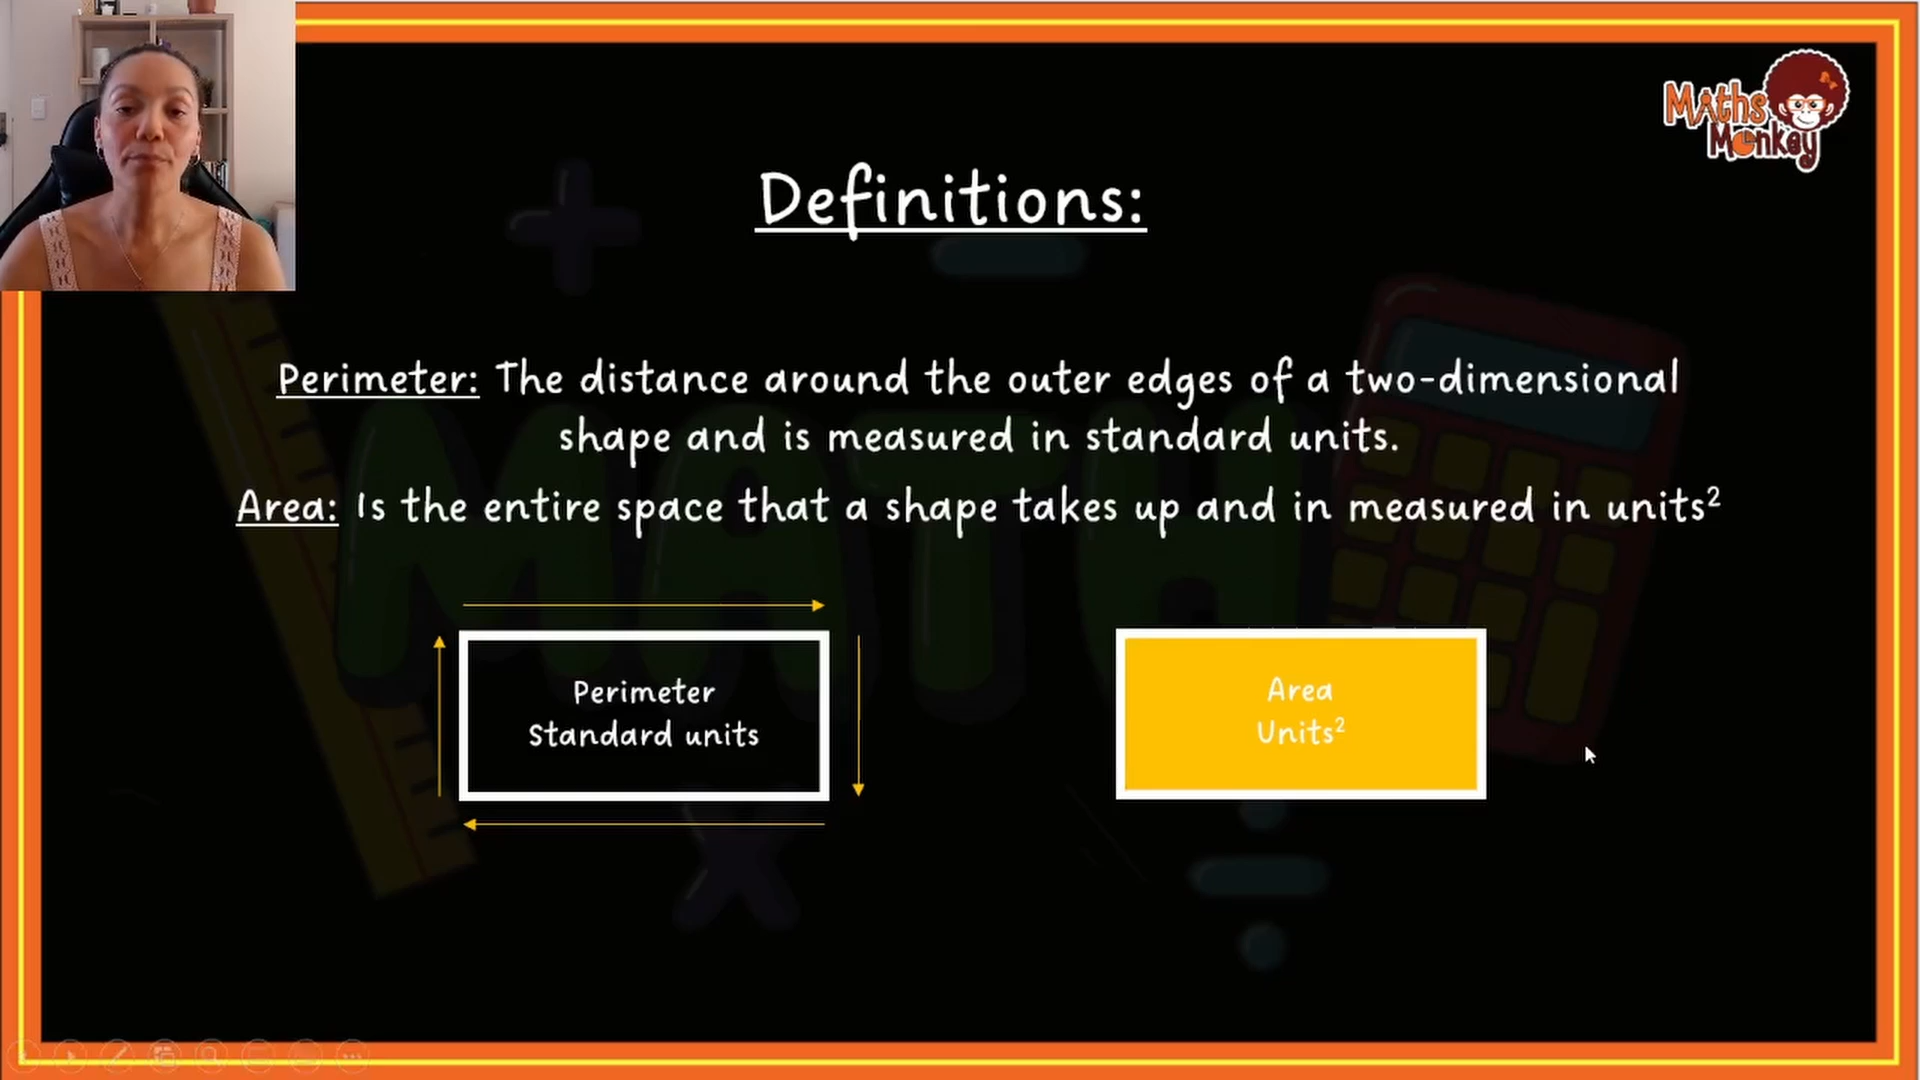 Maths
Monkey
Definitions:
Perimeter: The distance around the outer edges of a two-dimensional
shape and is measured in standard units.
Area: Is the entire space that a shape takes up and in measured in units²
MATH
Perimeter
Standard units
Area
Units²